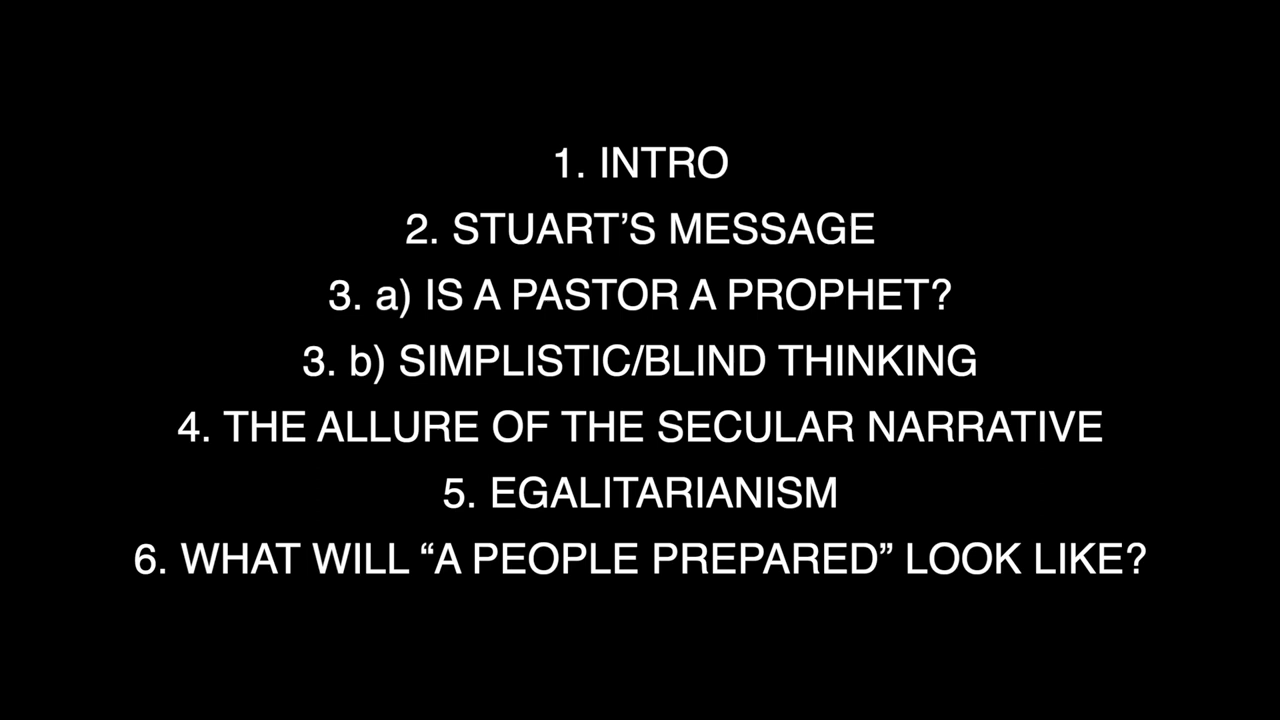 1. INTRO
2. STUART’S MESSAGE
3. a) IS A PASTOR A PROPHET?
3. b) SIMPLISTIC/BLIND THINKING
4. THE ALLURE OF THE SECULAR NARRATIVE
5. EGALITARIANISM
6. WHAT WILL “A PEOPLE PREPARED” LOOK LIKE?